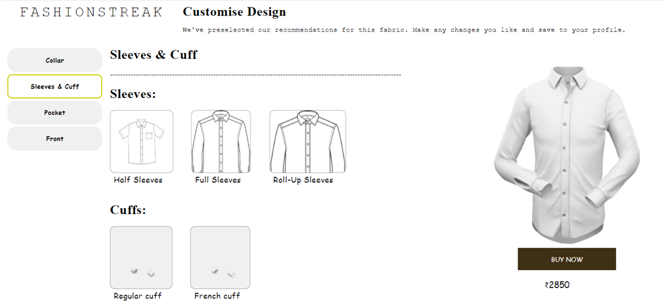 FASHIONSTREAK
Customise Design
We've preselected our recommendations for this fabric. Make any changes you like and save to your profile.
Collar
Sleeves & Cuff
Pocket
Front
Sleeves & Cuff
Sleeves:
Half Sleeves
Full Sleeves
Roll-Up Sleeves
Cuffs:
Regular cuff
French cuff
BUY NOW
₹2850